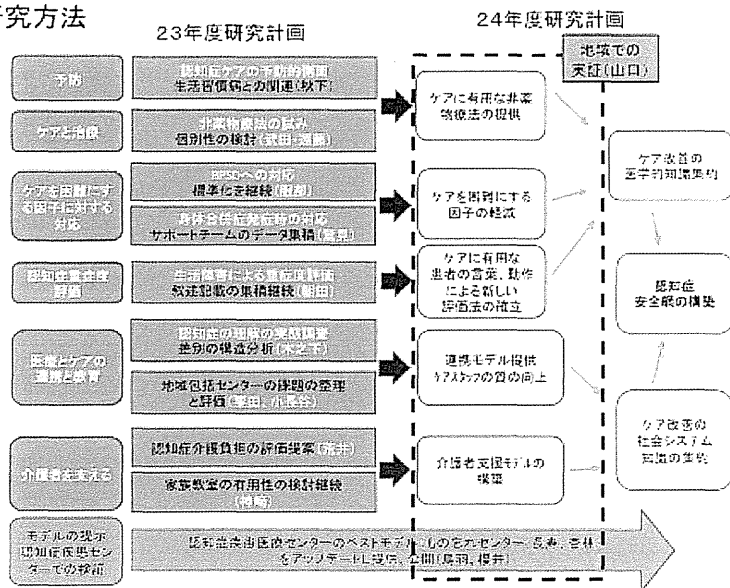 究方法
23年度研究計画
24年度研究計画
地域での
実証(山口)
予防
認知症ケアの予防的側面
生活習慣病との関連(秋下)
ケアと治療
非薬物療法の試み
個別性の検討
ケアを困難にす
る因子に対する
対応
BPSDへの対応
標準化を継続(服部)
身体合併症発症時の対応
サポートチームのデータ集積(鷲見)
認知症重症度
評価
生活障害による重症度評価
叙述記載の集積継続(朝田)
医療とケアの
連携と教育
差別の構造分析(木之下)
地域包括センターの課題の整理
と評価
介護者を支える
認知症介護負担の評価提案(荒井)
家族教室の有用性の検討継続
モデルの提示
認知症疾患セン
ターでの検証
認知症疾患医療センターのベストモデル、もの忘れセンター、長寿、杏林
をアップデートし提供、公開(鳥羽、櫻井)
ケアに有用な非薬
物療法の提供
ケアを困難にする
因子の軽減
ケアに有用な
患者の言葉、動作
による新しい
評価法の確立
連携モデル提供
ケアスタッフの質の向上
介護者支援モデルの
構築
ケア改善の
医学的知識集約
認知症
安全眼の構築
ケア改善の
社会システム
知識の集約